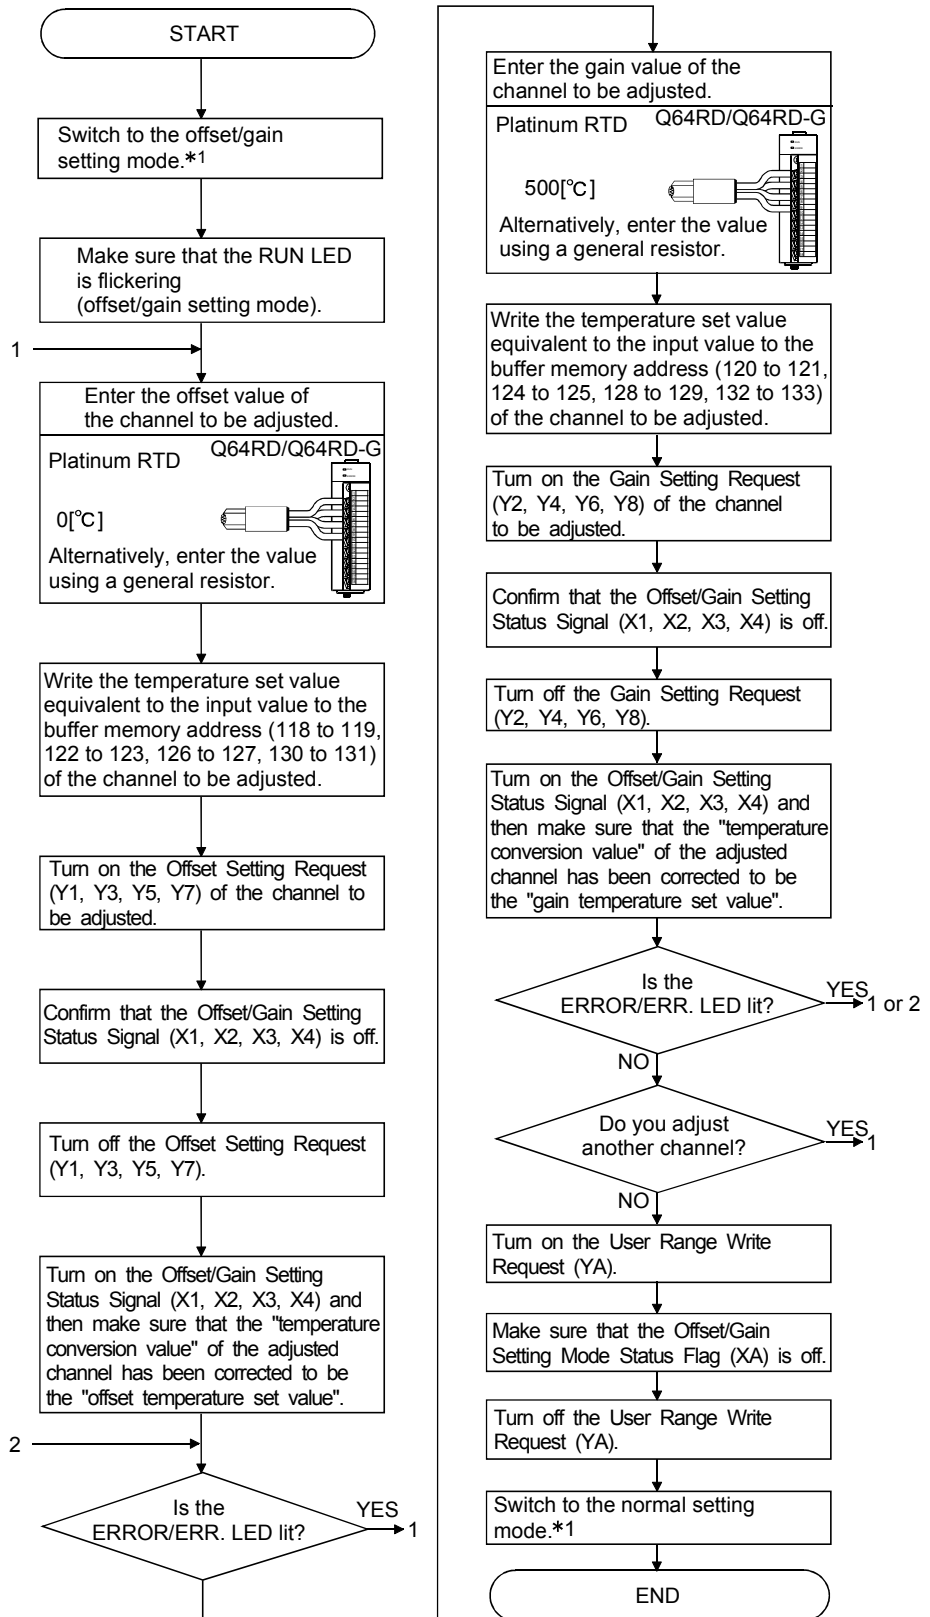 START
Switch to the offset/gain
setting mode.*1
Make sure that the RUN LED
is flickering
(offset/gain setting mode).
1
Enter the offset value of
the channel to be adjusted.
Q64RD/Q64RD-G
Platinum RTD
0[°C]
Alternatively, enter the value
using a general resistor.
Write the temperature set value
equivalent to the input value to the
buffer memory address (118 to 119,
122 to 123, 126 to 127, 130 to 131)
of the channel to be adjusted.
Turn on the Offset Setting Request
(Y1, Y3, Y5, Y7) of the channel to
be adjusted.
Confirm that the Offset/Gain Setting
Status Signal (X1, X2, X3, X4) is off.
Turn off the Offset Setting Request
(Y1, Y3, Y5, Y7).
Turn on the Offset/Gain Setting
Status Signal (X1, X2, X3, X4) and
then make sure that the "temperature
conversion value" of the adjusted
channel has been corrected to be
the "offset temperature set value".
2
Is the
ERROR/ERR. LED lit?
YES
1
Enter the gain value of the
channel to be adjusted.
Platinum RTD
Q64RD/Q64RD-G
500[°C]
Alternatively, enter the value
using a general resistor.
Write the temperature set value
equivalent to the input value to the
buffer memory address (120 to 121,
124 to 125, 128 to 129, 132 to 133)
of the channel to be adjusted.
Turn on the Gain Setting Request
(Y2, Y4, Y6, Y8) of the channel
to be adjusted.
Confirm that the Offset/Gain Setting
Status Signal (X1, X2, X3, X4) is off.
Turn off the Gain Setting Request
(Y2, Y4, Y6, Y8).
Turn on the Offset/Gain Setting
Status Signal (X1, X2, X3, X4) and
then make sure that the "temperature
conversion value" of the adjusted
channel has been corrected to be
the "gain temperature set value".
Is the
ERROR/ERR. LED lit?
YES
1 or 2
NO
Do you adjust
another channel?
YES
1
NO
Turn on the User Range Write
Request (YA).
Make sure that the Offset/Gain
Setting Mode Status Flag (XA) is off.
Turn off the User Range Write
Request (YA).
Switch to the normal setting
mode.*1
END